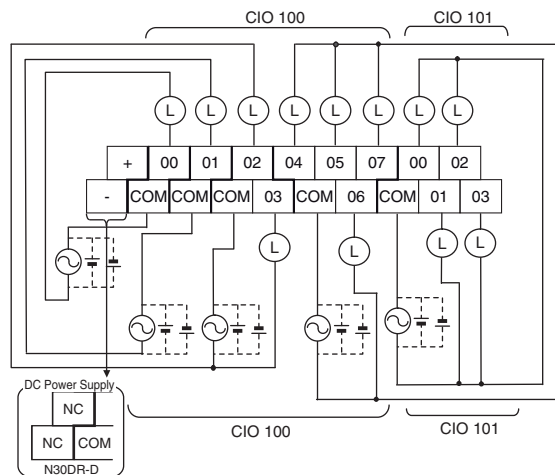 CIO 100 CIO 101
L L L L L L L L
+ 00 01 02 04 05 07 00 02
- COM COM COM 03 COM 06 COM 01 03
L L L L
DC Power Supply
NC
NC COM
N30DR-D
CIO 100 CIO 101